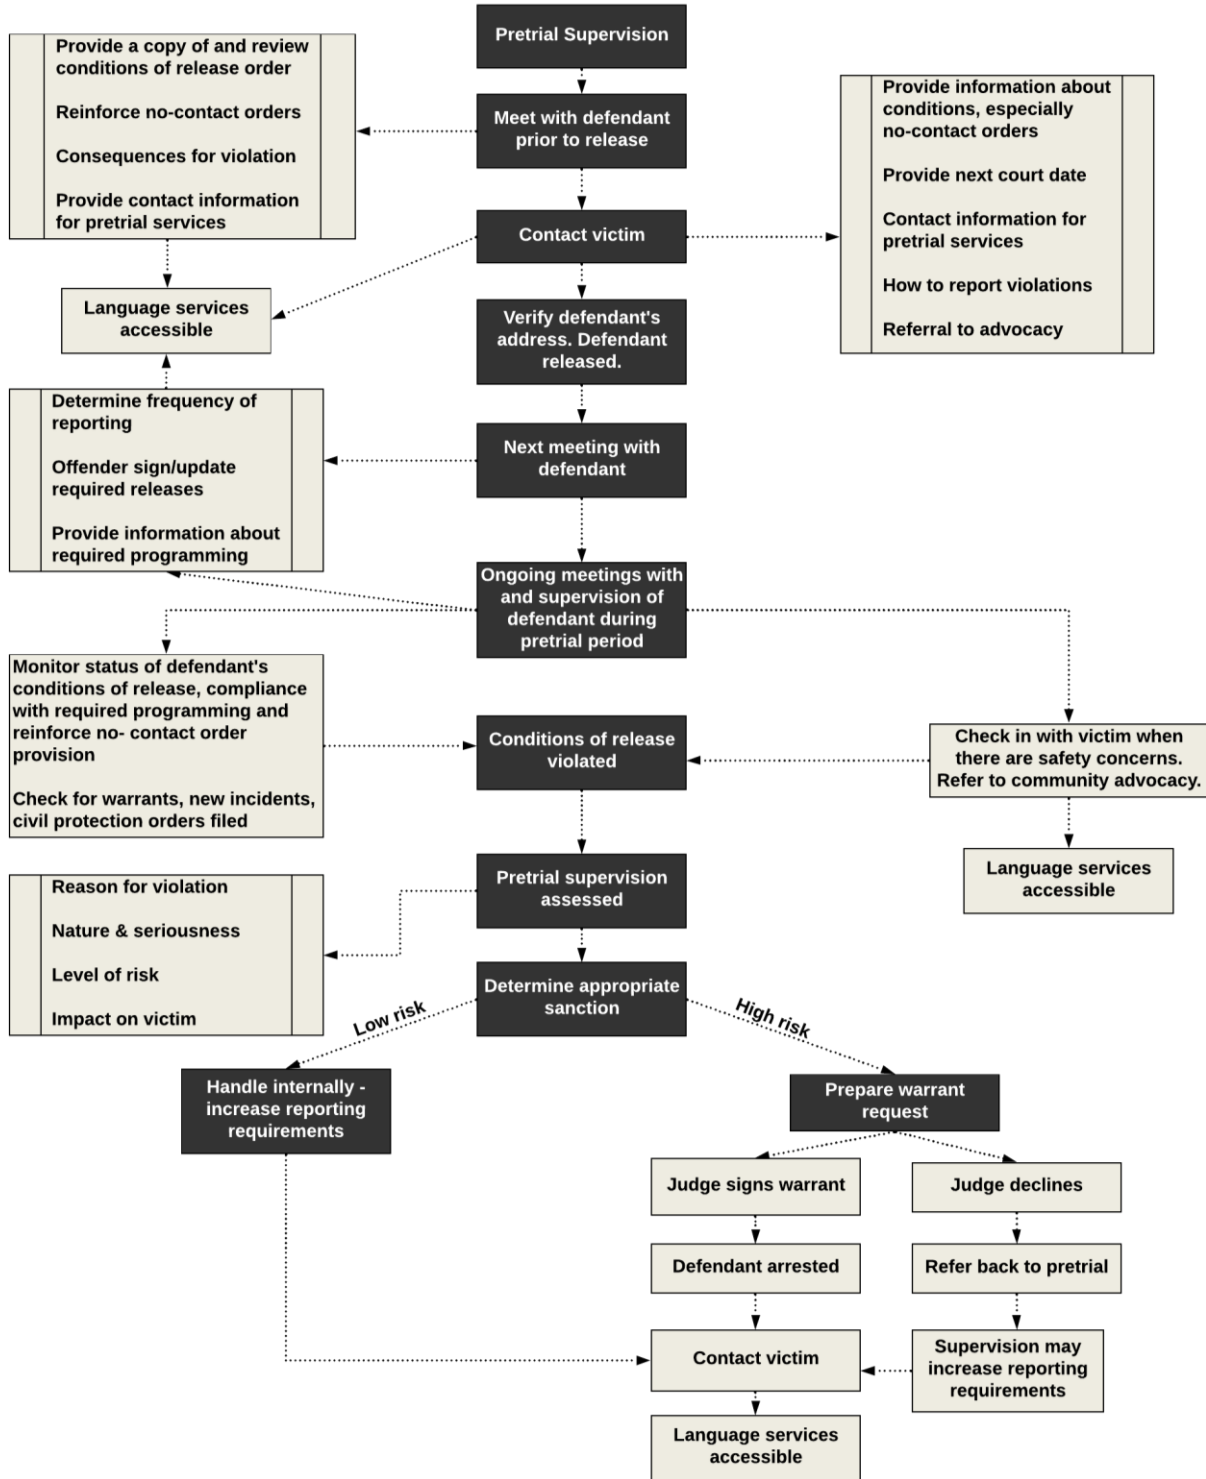 Pretrial Supervision
Provide a copy of and review
conditions of release order
Reinforce no-contact orders
Consequences for violation
Provide contact information
for pretrial services
Meet with defendant
prior to release
Provide information about
conditions, especially
no-contact orders
Provide next court date
Contact information for
pretrial services
How to report violations
Referral to advocacy
Contact victim
Language services
accessible
Verify defendant's
address. Defendant
released.
Determine frequency of
reporting
Offender sign/update
required releases
Provide information about
required programming
Next meeting with
defendant
Ongoing meetings with
and supervision of
defendant during
pretrial period
Monitor status of defendant's
conditions of release, compliance
with required programming and
reinforce no- contact order
provision
Check for warrants, new incidents,
civil protection orders filed
Conditions of release
violated
Check in with victim when
there are safety concerns.
Refer to community advocacy.
Language services
accessible
Pretrial supervision
assessed
Reason for violation
Nature & seriousness
Level of risk
Impact on victim
Determine appropriate
sanction
Low risk
High risk
Handle internally -
increase reporting
requirements
Prepare warrant
request
Judge signs warrant
Judge declines
Defendant arrested
Refer back to pretrial
Contact victim
Supervision may
increase reporting
requirements
Language services
accessible